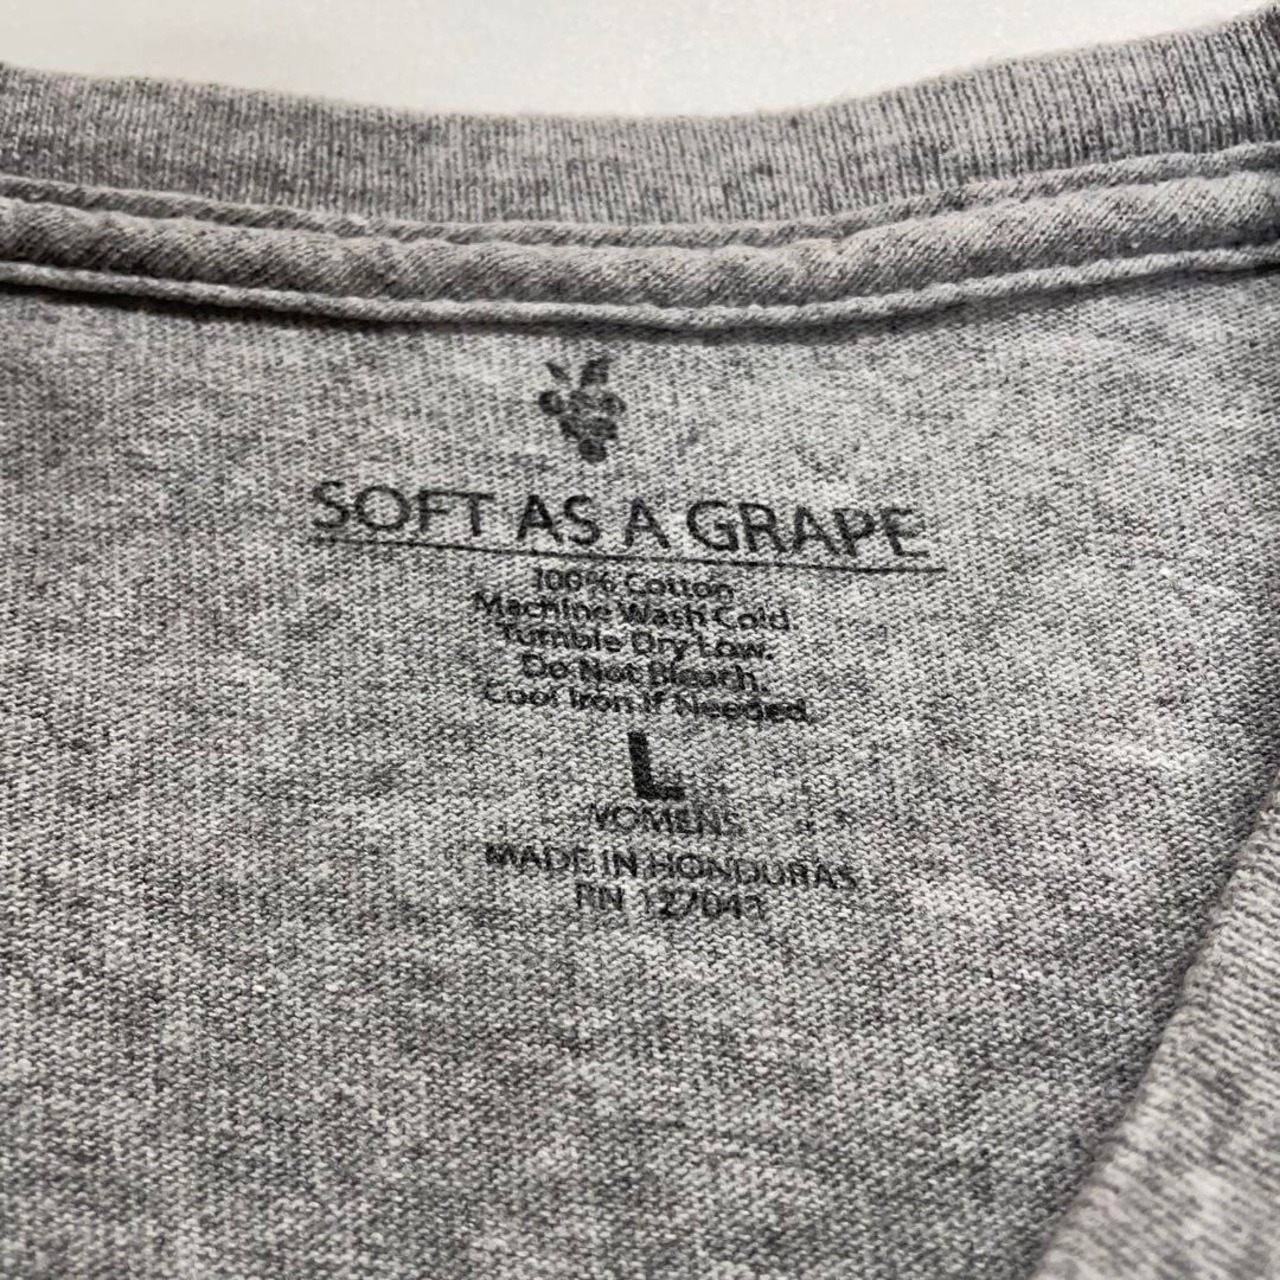 SOFT AS A GRAPE
100% Cotton
Machine Wash Cold.
Tumble Dry Low.
Do Not Bleach.
Cool Iron If Needed.
L
WOMENS
MADE IN HONDURAS
RN